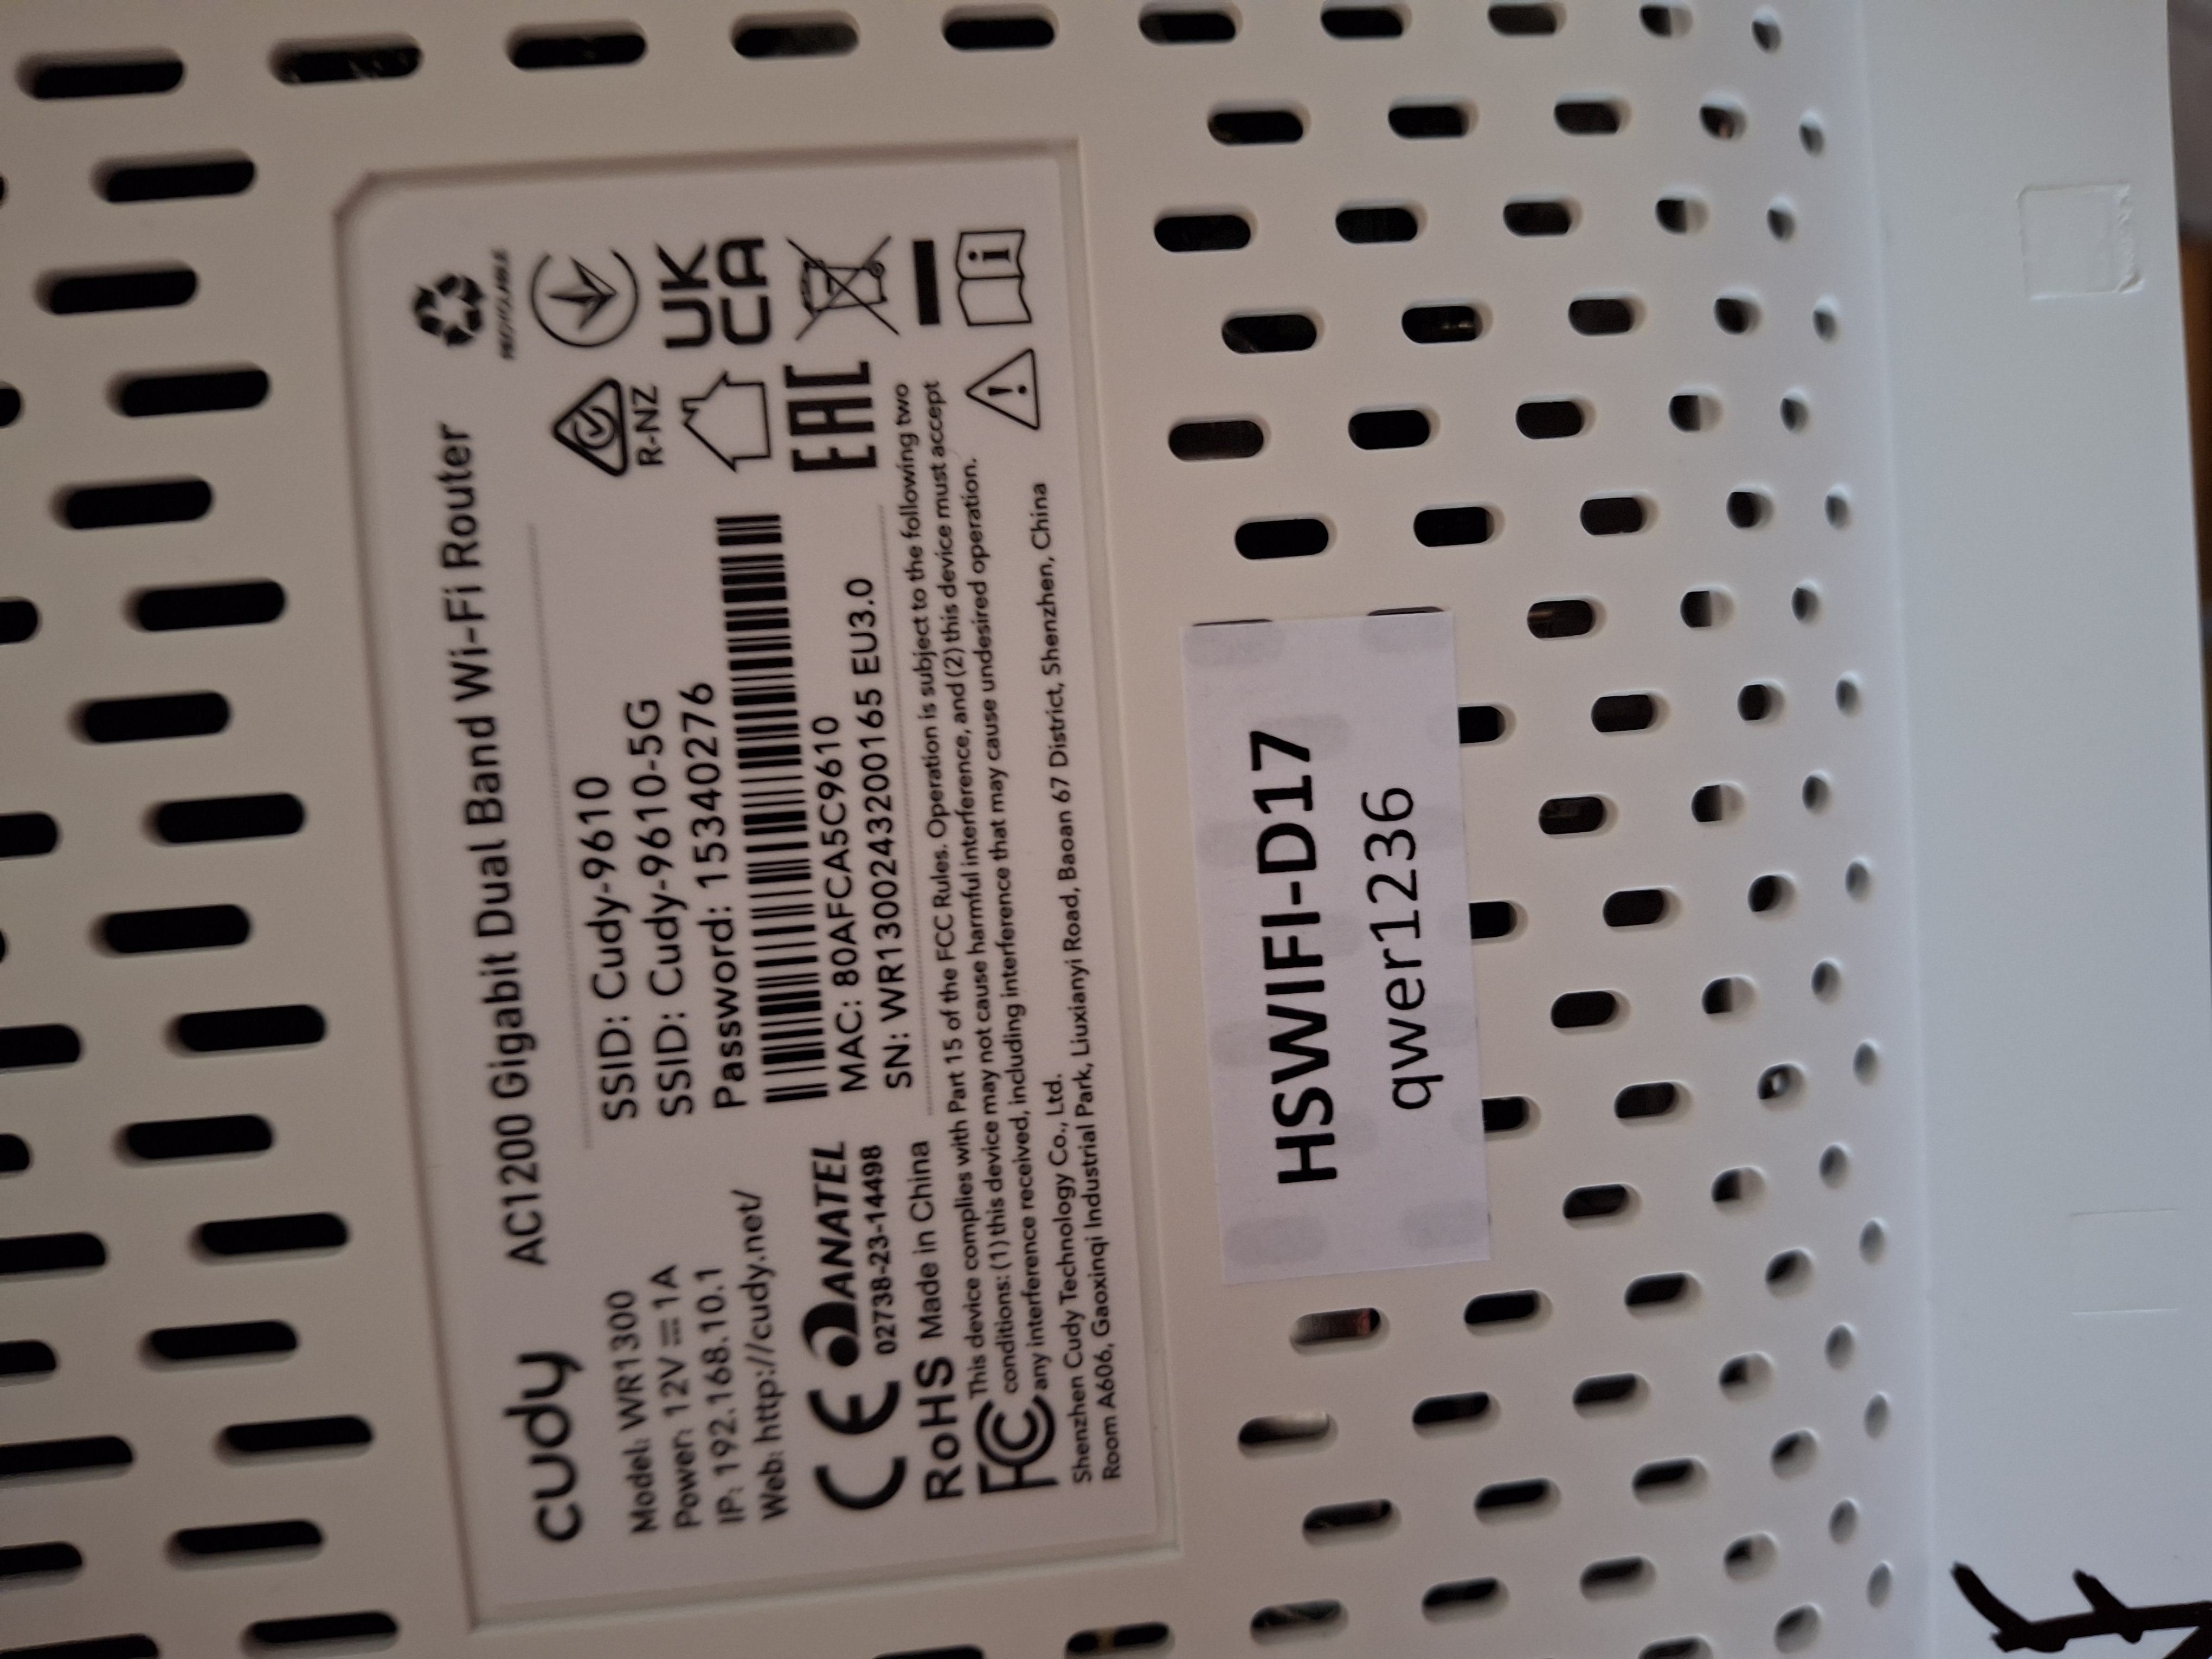 cudy AC1200 Gigabit Dual Band Wi-Fi Router
RECYCLABLE
Model: WR1300
Power: 12V⎓1A
IP: 192.168.10.1
Web: http://cudy.net/
SSID: Cudy-9610
SSID: Cudy-9610-5G
Password: 15340276
MAC: 80AFCA5C9610
SN: WR1300243200165 EU3.0
R-NZ
UK
CA
EAC
CE ANATEL
02738-23-14498
RoHS Made in China
FC This device complies with Part 15 of the FCC Rules. Operation is subject to the following two
conditions: (1) this device may not cause harmful interference, and (2) this device must accept
any interference received, including interference that may cause undesired operation.
Shenzhen Cudy Technology Co., Ltd.
Room A606, Gaoxinqi Industrial Park, Liuxianyi Road, Baoan 67 District, Shenzhen, China
HSWIFI-D17
qwer1236